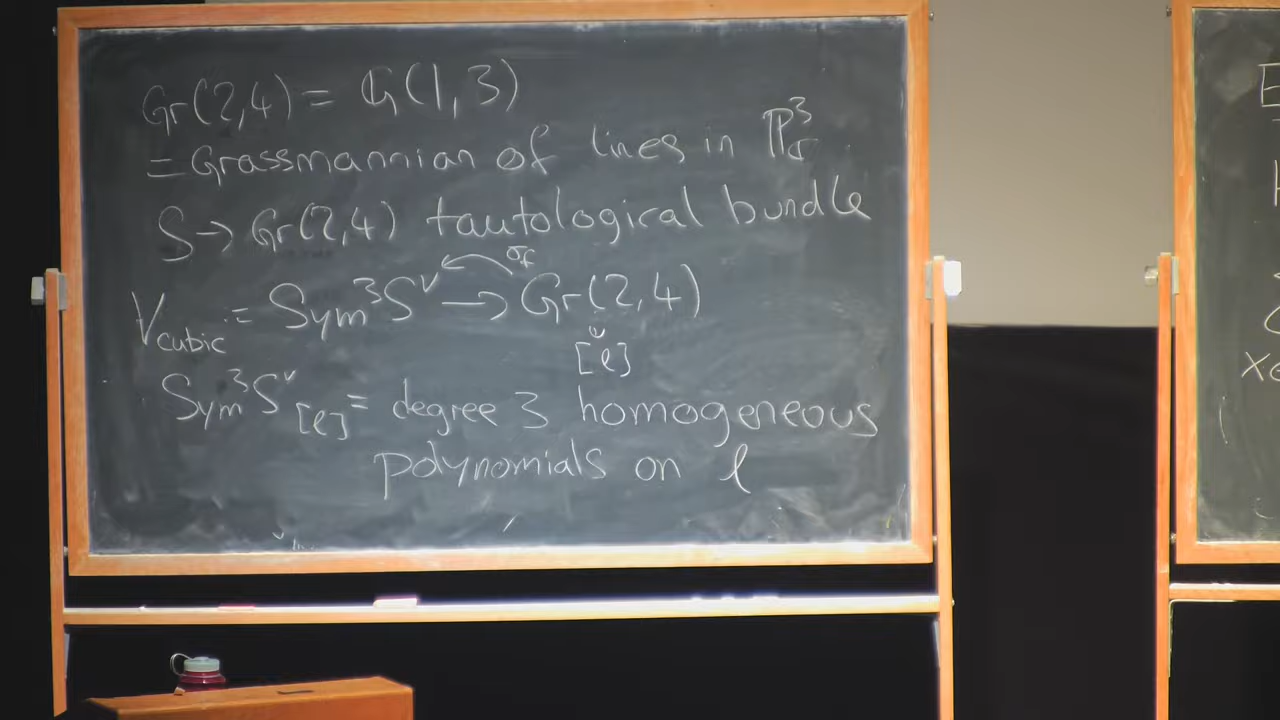 Gr(2,4) = G(1,3)
= Grassmannian of lines in ℙ³_ℂ
S → Gr(2,4) tautological bundle
σ_f
V_cubic := Sym³S^∨ → Gr(2,4)
[ℓ]
Sym³S^∨_[ℓ] = degree 3 homogeneous
polynomials on ℓ